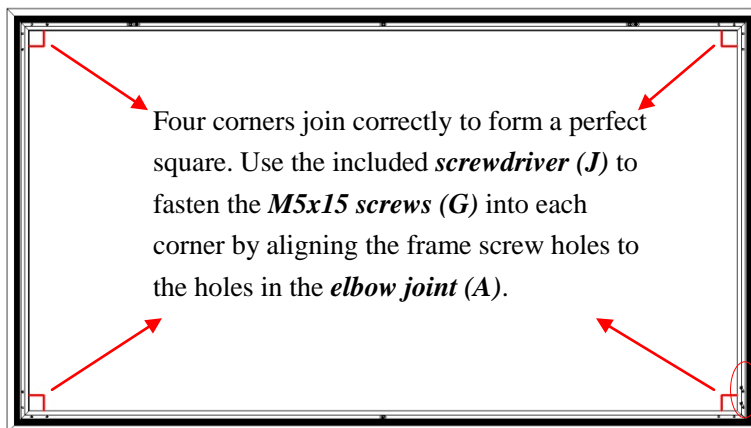 Four corners join correctly to form a perfect
square. Use the included screwdriver (J) to
fasten the M5x15 screws (G) into each
corner by aligning the frame screw holes to
the holes in the elbow joint (A).